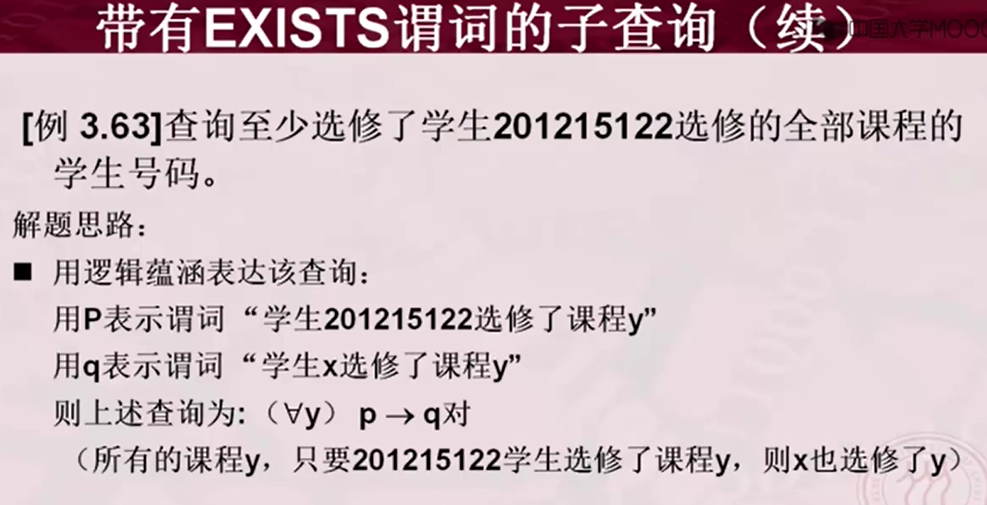 带有EXISTS谓词的子查询（续）
中国大学MOOC
[例 3.63]查询至少选修了学生201215122选修的全部课程的
学生号码。
解题思路：
■ 用逻辑蕴涵表达该查询：
用P表示谓词 “学生201215122选修了课程y”
用q表示谓词 “学生x选修了课程y”
则上述查询为: （∀y） p → q对
（所有的课程y，只要201215122学生选修了课程y，则x也选修了y）